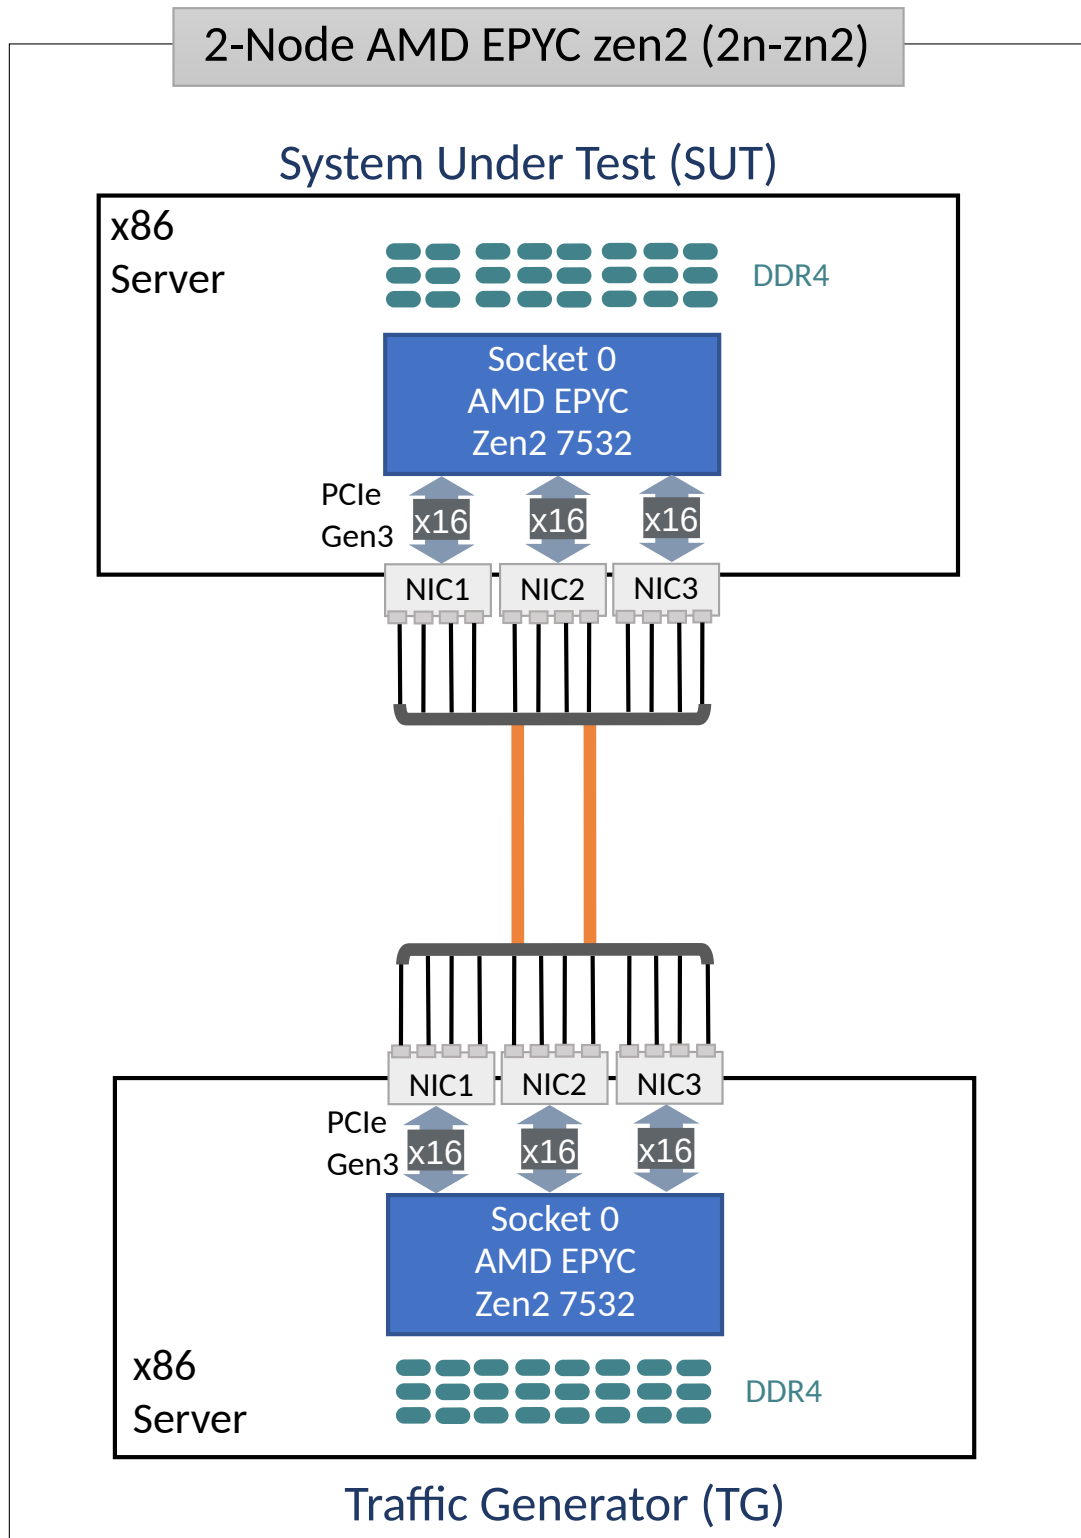 2-Node AMD EPYC zen2 (2n-zn2)
System Under Test (SUT)
x86
Server
DDR4
Socket 0
AMD EPYC
Zen2 7532
PCIe
Gen3
x16
x16
x16
NIC1
NIC2
NIC3
NIC1
NIC2
NIC3
PCIe
Gen3
x16
x16
x16
Socket 0
AMD EPYC
Zen2 7532
x86
Server
DDR4
Traffic Generator (TG)